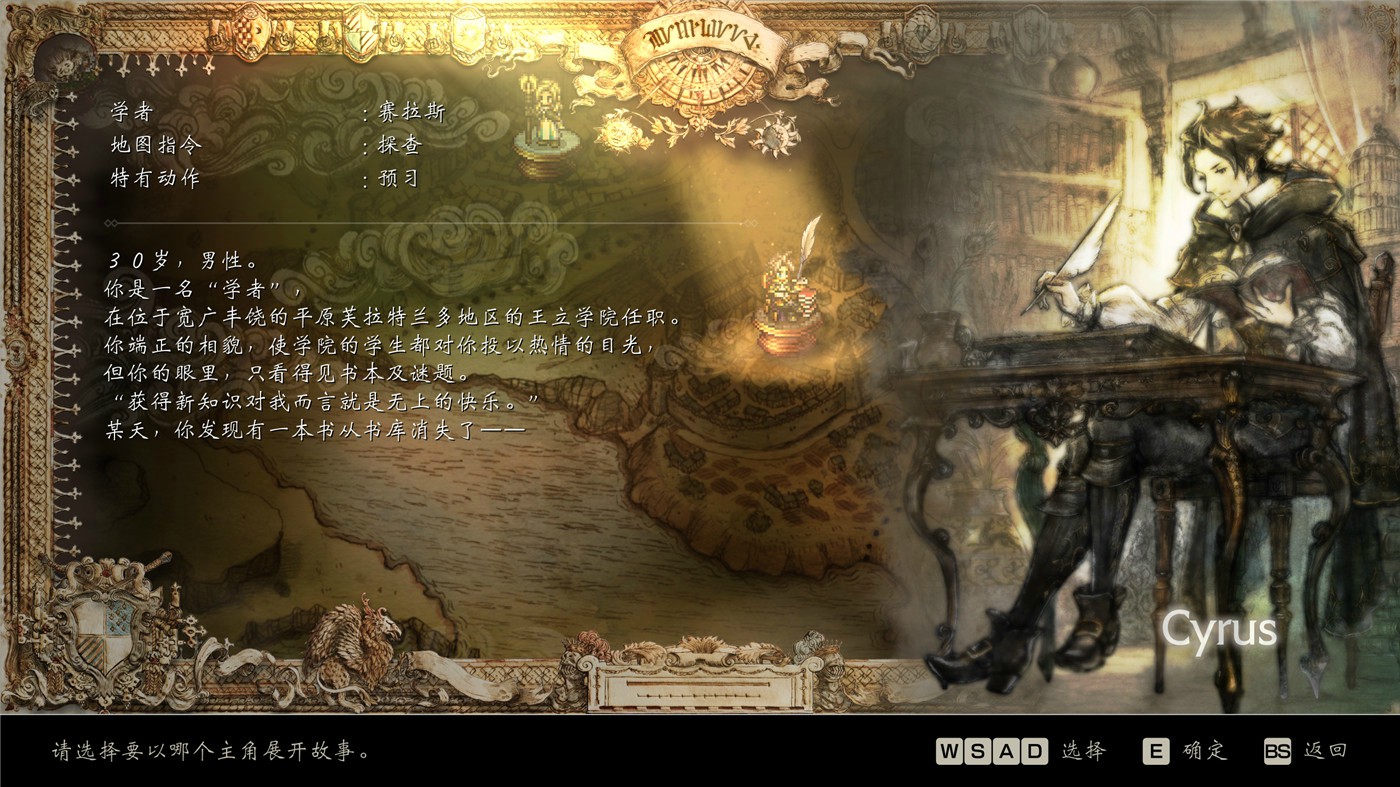 学者 : 赛拉斯
地图指令 : 探查
特有动作 : 预习
30岁，男性。
你是一名“学者”，
在位于宽广丰饶的平原芙拉特兰多地区的王立学院任职。
你端正的相貌，使学院的学生都对你投以热情的目光，
但你的眼里，只看得见书本及谜题。
“获得新知识对我而言就是无上的快乐。”
某天，你发现有一本书从书库消失了——
Cyrus
请选择要以哪个主角展开故事。
W S A D 选择 E 确定 BS 返回